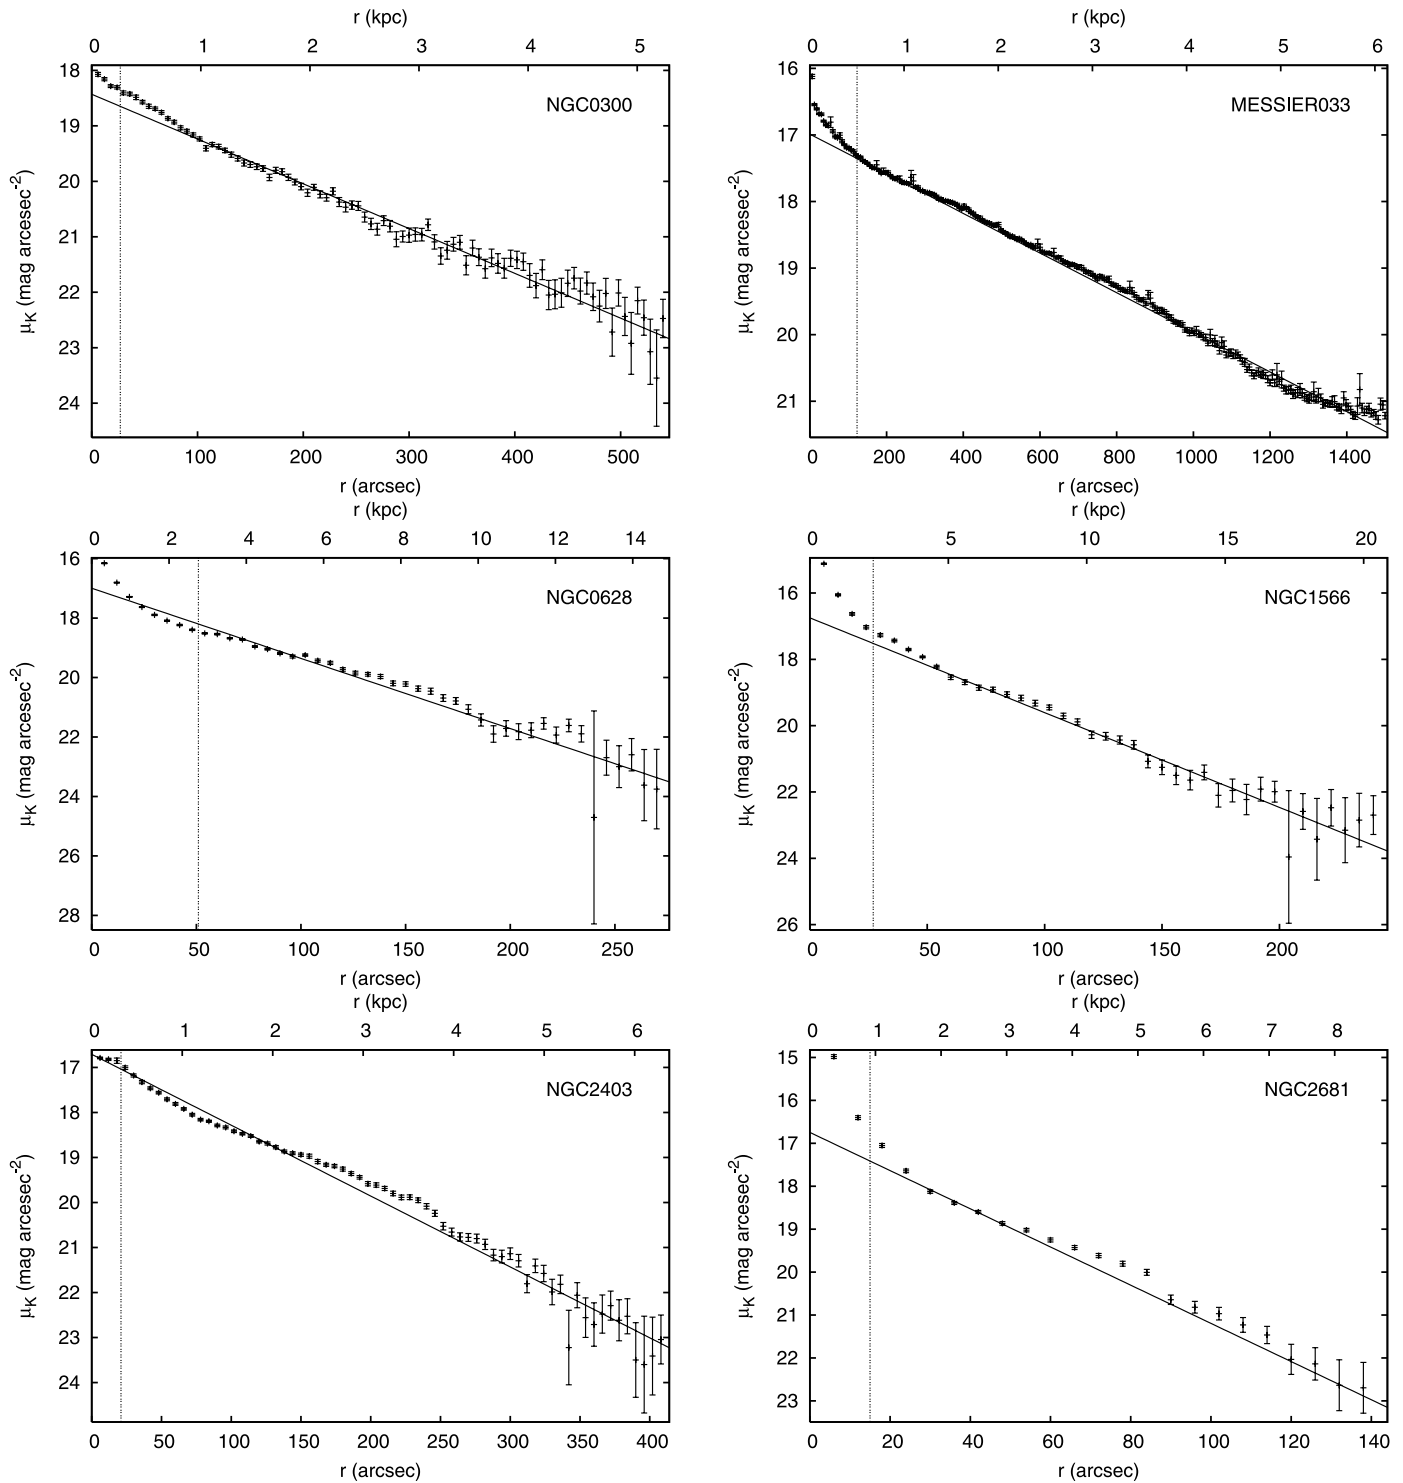 r (kpc)
0 1 2 3 4 5
18
19
20
21
22
23
24
μK (mag arcesec-2)
NGC0300
0 100 200 300 400 500
r (arcsec)
r (kpc)
0 1 2 3 4 5 6
16
17
18
19
20
21
μK (mag arcesec-2)
MESSIER033
0 200 400 600 800 1000 1200 1400
r (arcsec)
r (kpc)
0 2 4 6 8 10 12 14
16
18
20
22
24
26
28
μK (mag arcesec-2)
NGC0628
0 50 100 150 200 250
r (arcsec)
r (kpc)
0 5 10 15 20
16
18
20
22
24
26
μK (mag arcesec-2)
NGC1566
0 50 100 150 200
r (arcsec)
r (kpc)
0 1 2 3 4 5 6
17
18
19
20
21
22
23
24
μK (mag arcesec-2)
NGC2403
0 50 100 150 200 250 300 350 400
r (arcsec)
r (kpc)
0 1 2 3 4 5 6 7 8
15
16
17
18
19
20
21
22
23
μK (mag arcesec-2)
NGC2681
0 20 40 60 80 100 120 140
r (arcsec)